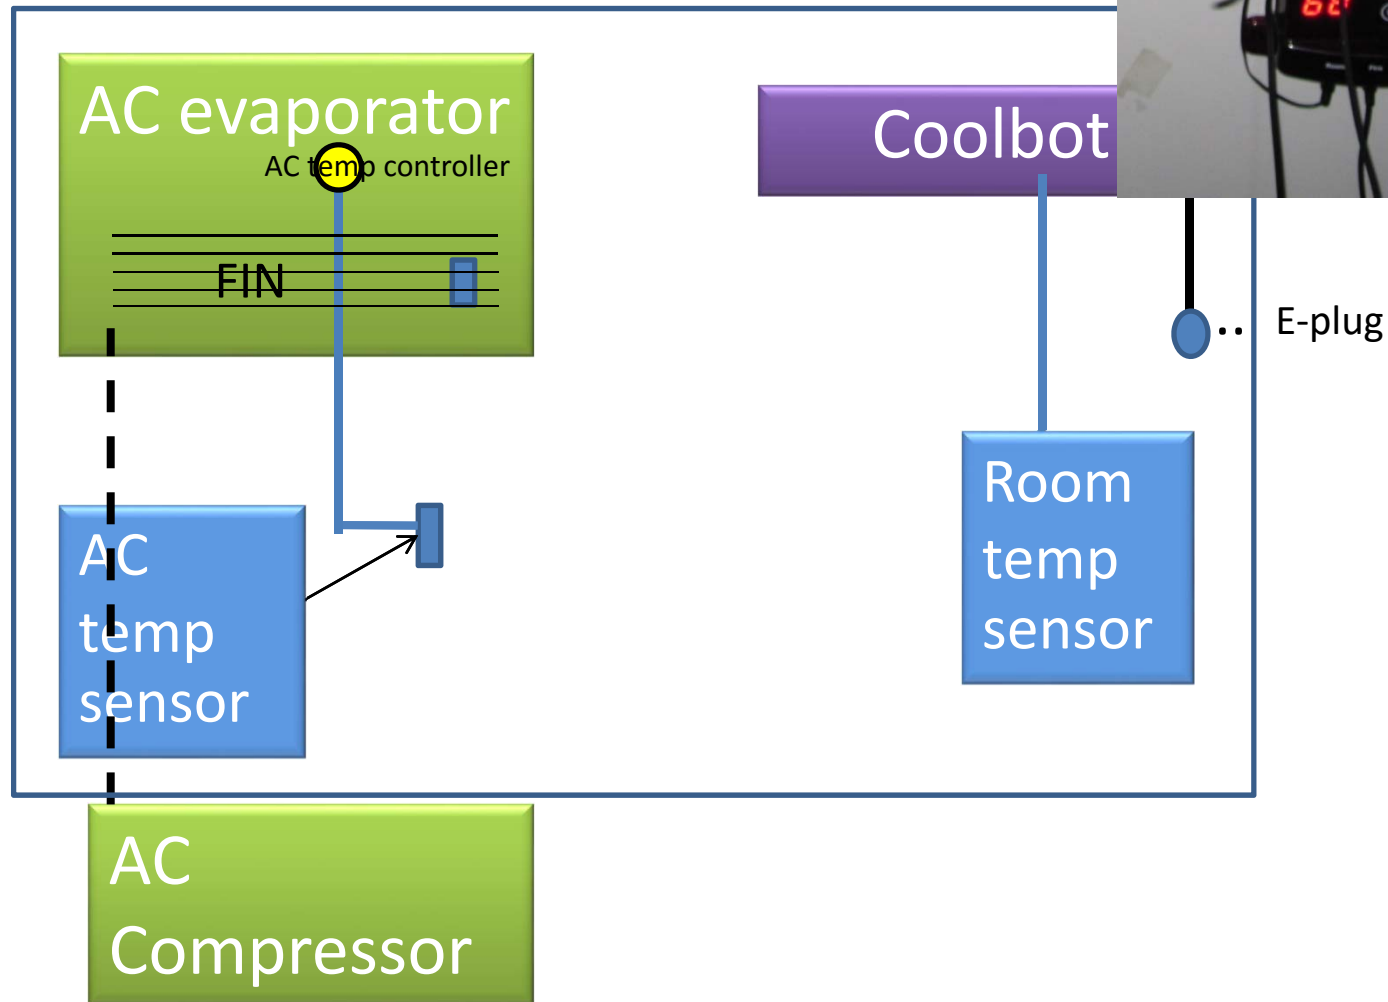 AC evaporator
AC temp controller
FIN
Coolbot
E-plug
AC
temp
sensor
Room
temp
sensor
AC
Compressor